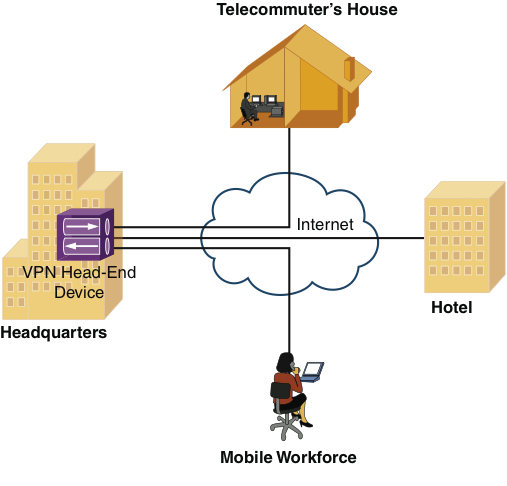 Telecommuter's House
Internet
VPN Head-End
Device
Headquarters
Hotel
Mobile Workforce